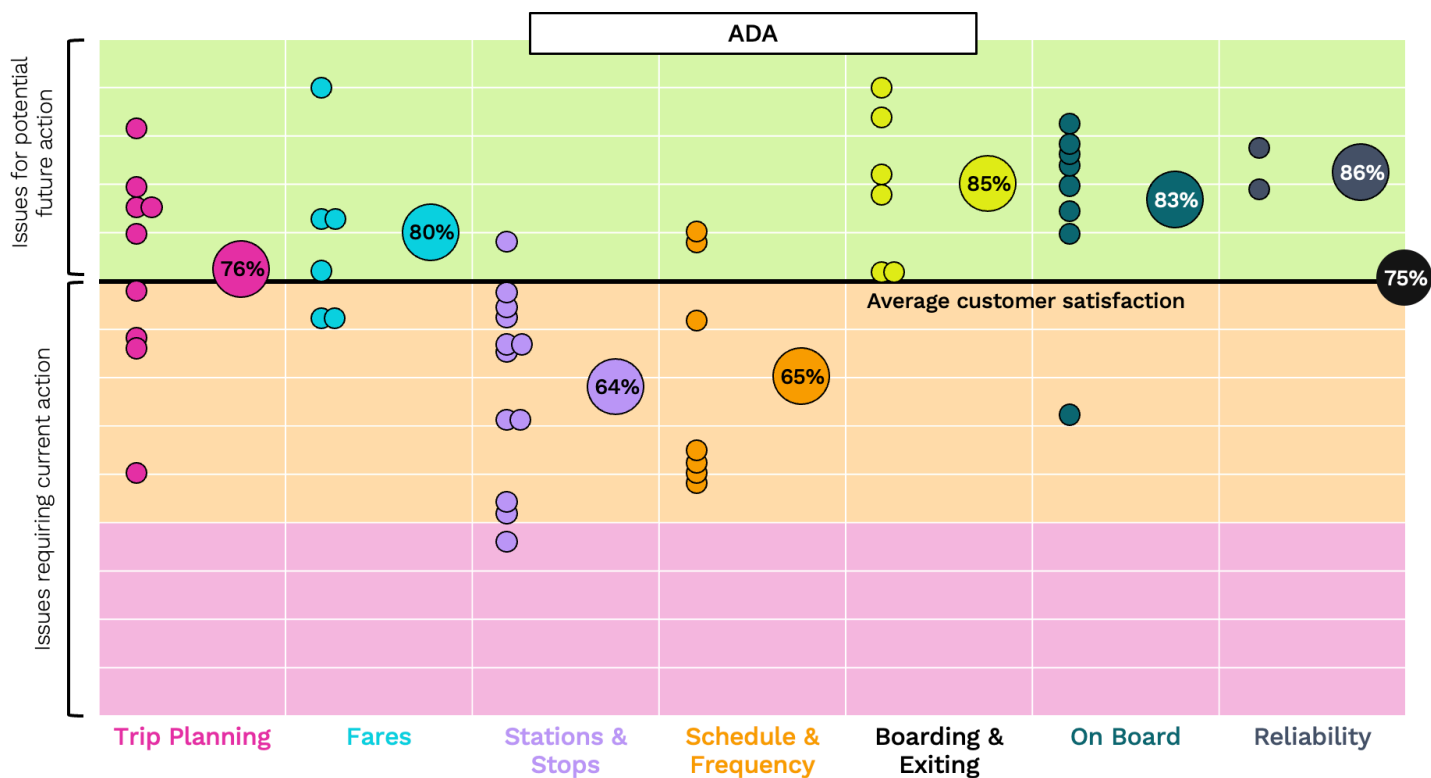 ADA
Issues for potential
future action
Issues requiring current action
76%
80%
64%
65%
85%
83%
86%
75%
Average customer satisfaction
Trip Planning
Fares
Stations &
Stops
Schedule &
Frequency
Boarding &
Exiting
On Board
Reliability